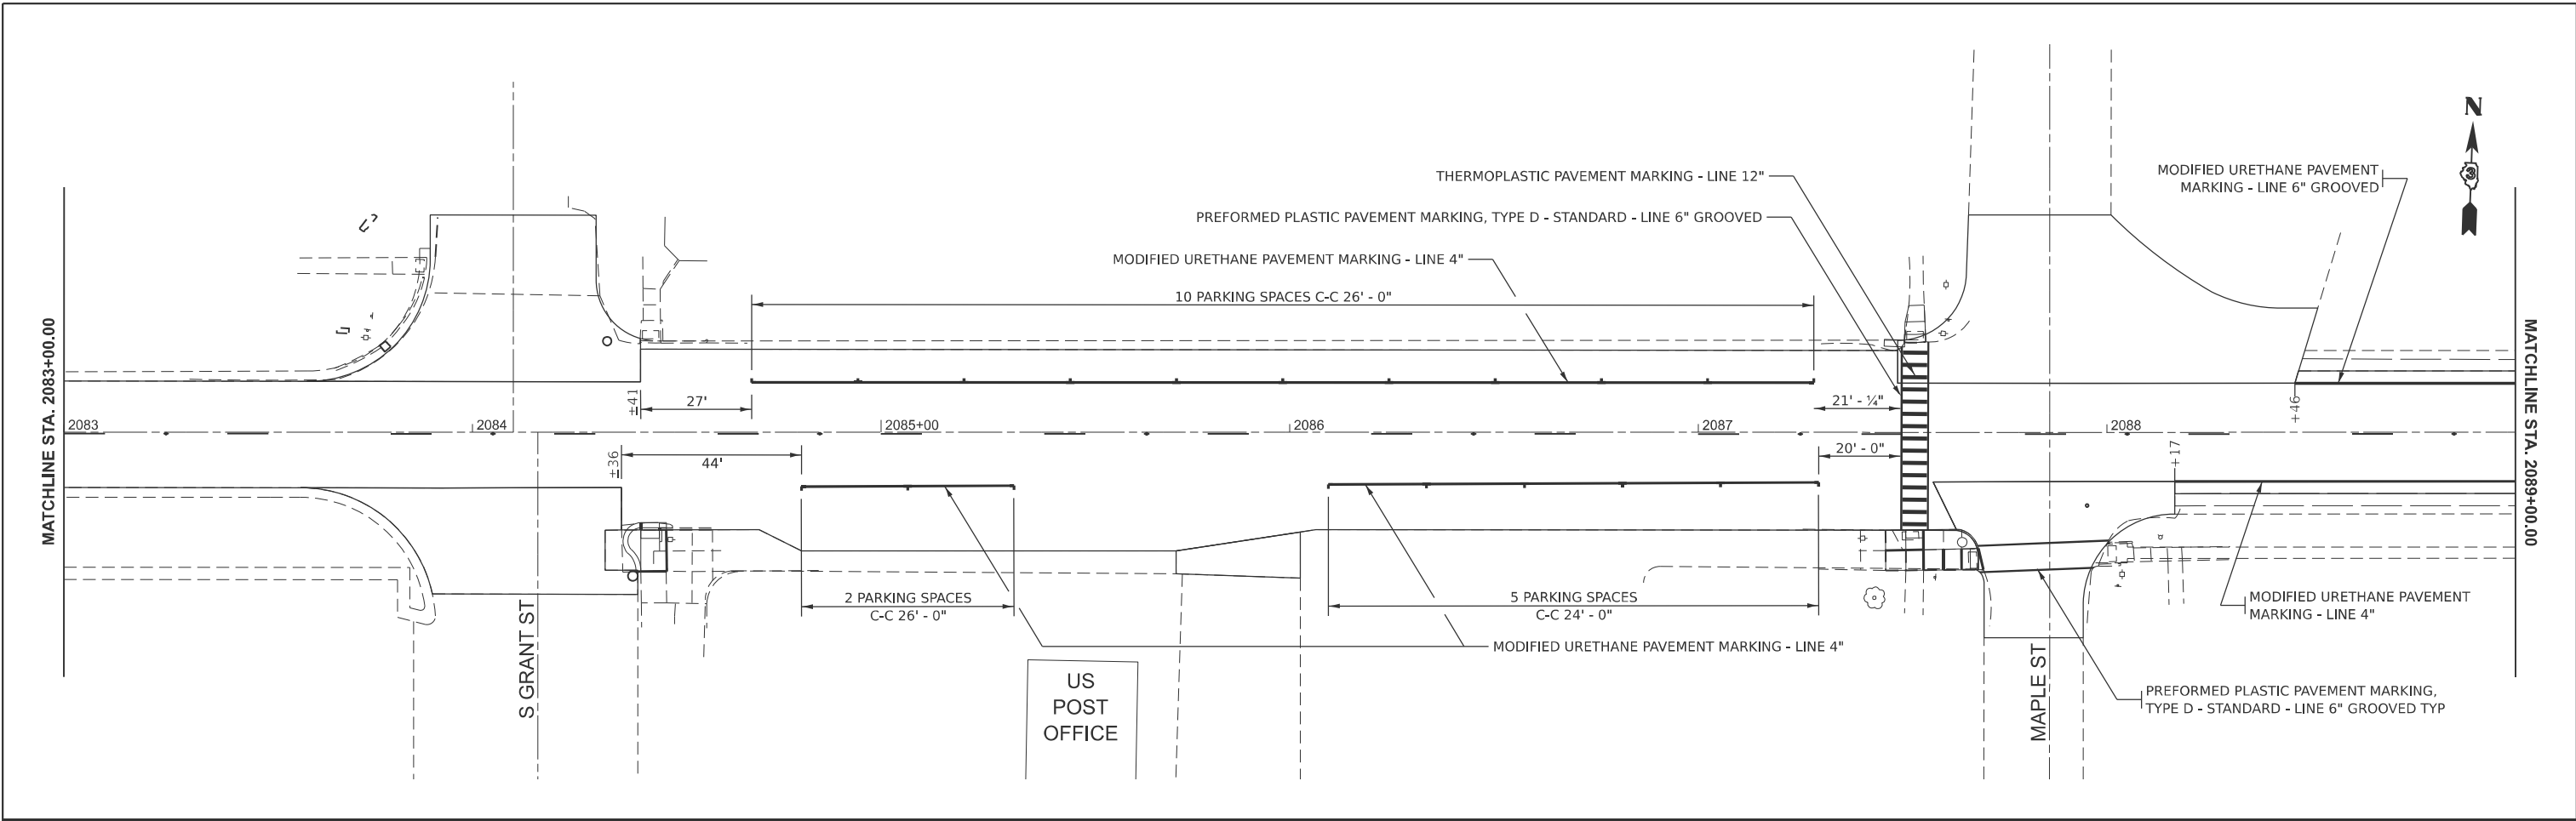 N
3
THERMOPLASTIC PAVEMENT MARKING - LINE 12"
MODIFIED URETHANE PAVEMENT
MARKING - LINE 6" GROOVED
PREFORMED PLASTIC PAVEMENT MARKING, TYPE D - STANDARD - LINE 6" GROOVED
MODIFIED URETHANE PAVEMENT MARKING - LINE 4"
10 PARKING SPACES C-C 26' - 0"
MATCHLINE STA. 2083+00.00
MATCHLINE STA. 2089+00.00
±41
27'
21' - ¼"
+46
2083
2084
2085+00
2086
2087
2088
±36
44'
20' - 0"
+17
2 PARKING SPACES
C-C 26' - 0"
5 PARKING SPACES
C-C 24' - 0"
MODIFIED URETHANE PAVEMENT
MARKING - LINE 4"
MODIFIED URETHANE PAVEMENT MARKING - LINE 4"
S GRANT ST
US
POST
OFFICE
MAPLE ST
PREFORMED PLASTIC PAVEMENT MARKING,
TYPE D - STANDARD - LINE 6" GROOVED TYP